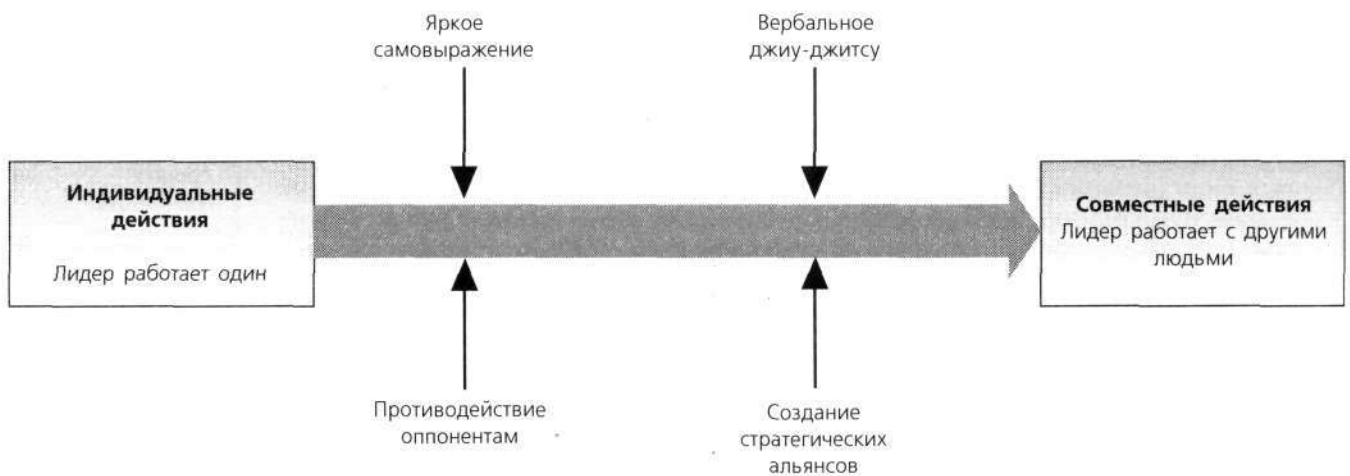 Яркое
самовыражение
Вербальное
джиу-джитсу
Индивидуальные
действия
Лидер работает один
Совместные действия
Лидер работает с другими
людьми
Противодействие
оппонентам
Создание
стратегических
альянсов